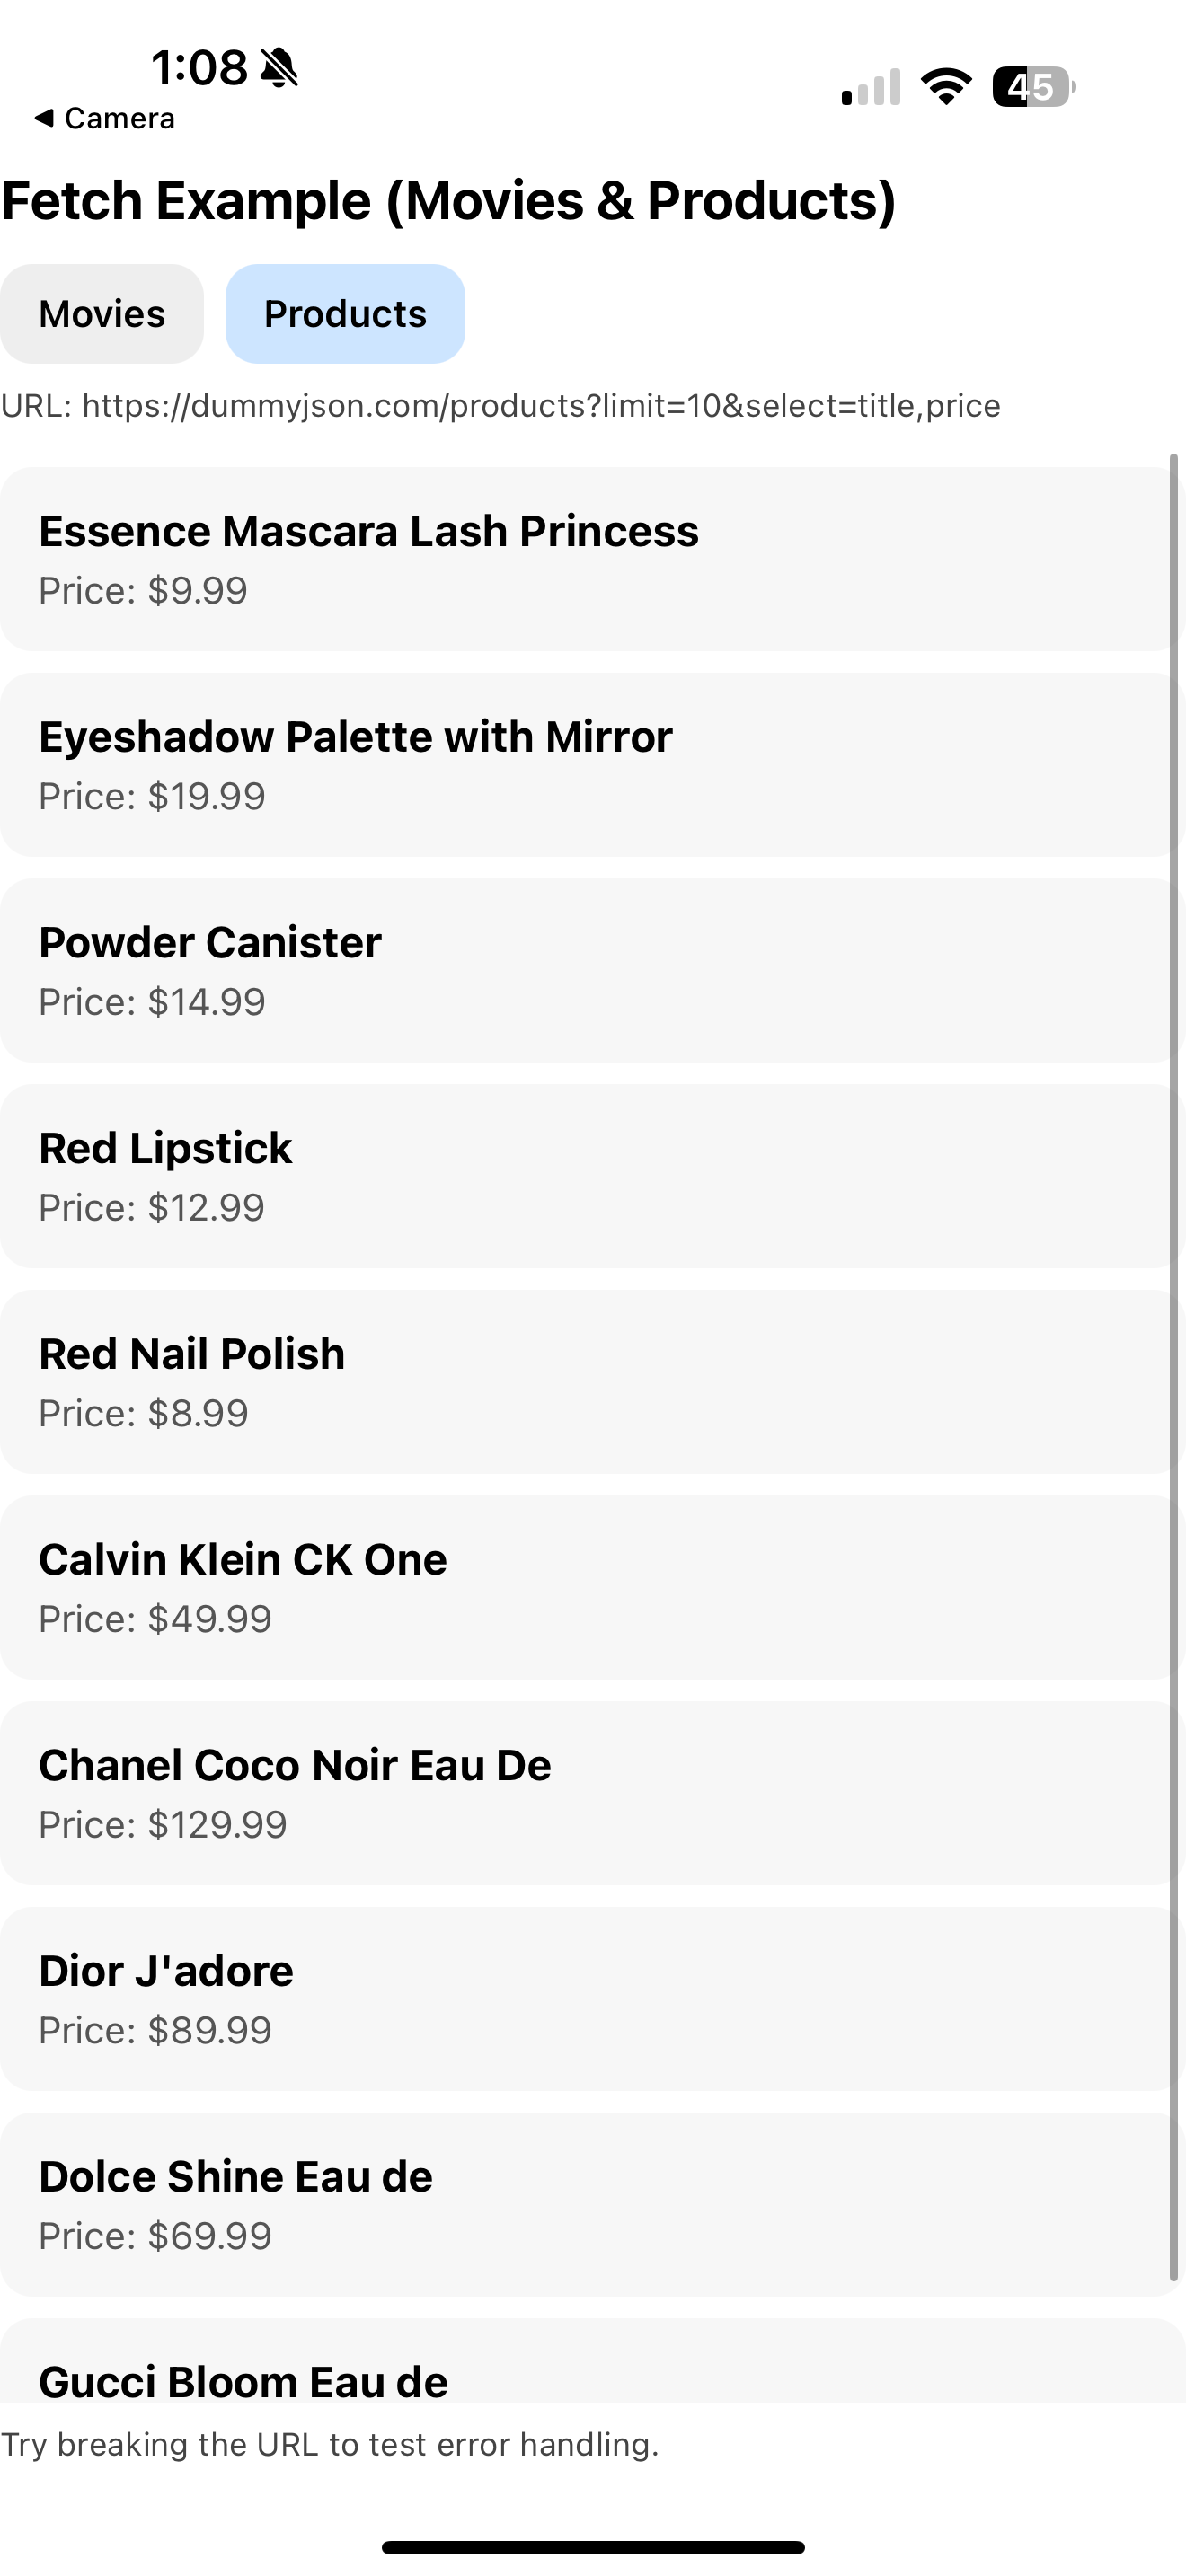 1:08
45
◀ Camera
Fetch Example (Movies & Products)
Movies Products
URL: https://dummyjson.com/products?limit=10&select=title,price
Essence Mascara Lash Princess
Price: $9.99
Eyeshadow Palette with Mirror
Price: $19.99
Powder Canister
Price: $14.99
Red Lipstick
Price: $12.99
Red Nail Polish
Price: $8.99
Calvin Klein CK One
Price: $49.99
Chanel Coco Noir Eau De
Price: $129.99
Dior J'adore
Price: $89.99
Dolce Shine Eau de
Price: $69.99
Gucci Bloom Eau de
Try breaking the URL to test error handling.